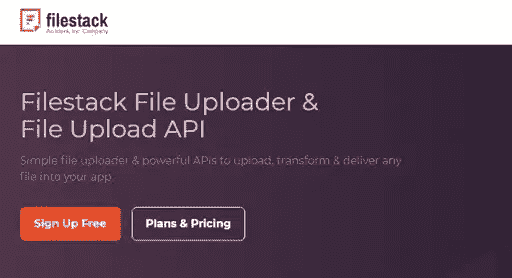 filestack
An Idera, Inc. Company
Filestack File Uploader &
File Upload API
Simple file uploader & powerful APIs to upload, transform & deliver any
file into your app.
Sign Up Free
Plans & Pricing